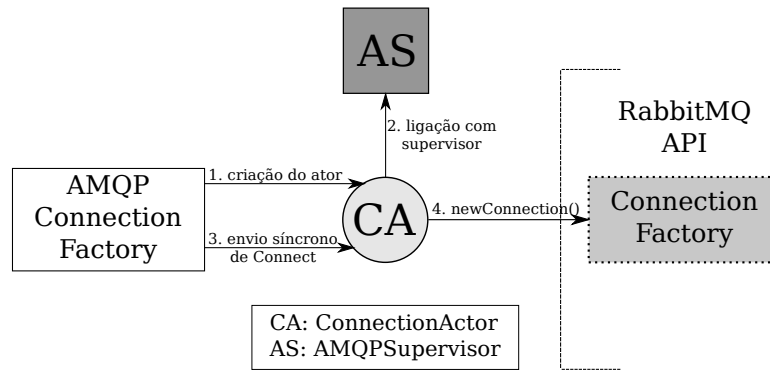 AS
2. ligação com
supervisor
RabbitMQ
API
AMQP
Connection
Factory
1. criação do ator
CA
4. newConnection()
Connection
Factory
3. envio síncrono
de Connect
CA: ConnectionActor
AS: AMQPSupervisor